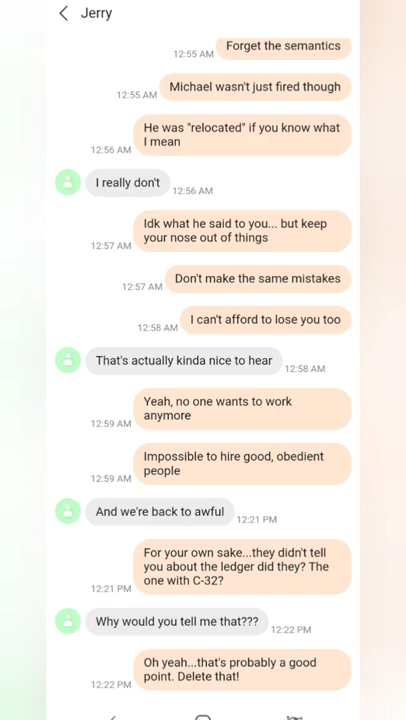 Jerry
Forget the semantics
12:55 AM
Michael wasn't just fired though
12:55 AM
He was "relocated" if you know what
I mean
12:56 AM
I really don't
12:56 AM
Idk what he said to you... but keep
your nose out of things
12:57 AM
Don't make the same mistakes
12:57 AM
I can't afford to lose you too
12:58 AM
That's actually kinda nice to hear
12:58 AM
Yeah, no one wants to work
anymore
12:59 AM
Impossible to hire good, obedient
people
12:59 AM
And we're back to awful
12:21 PM
For your own sake...they didn't tell
you about the ledger did they? The
one with C-32?
12:21 PM
Why would you tell me that???
12:22 PM
Oh yeah...that's probably a good
point. Delete that!
12:22 PM